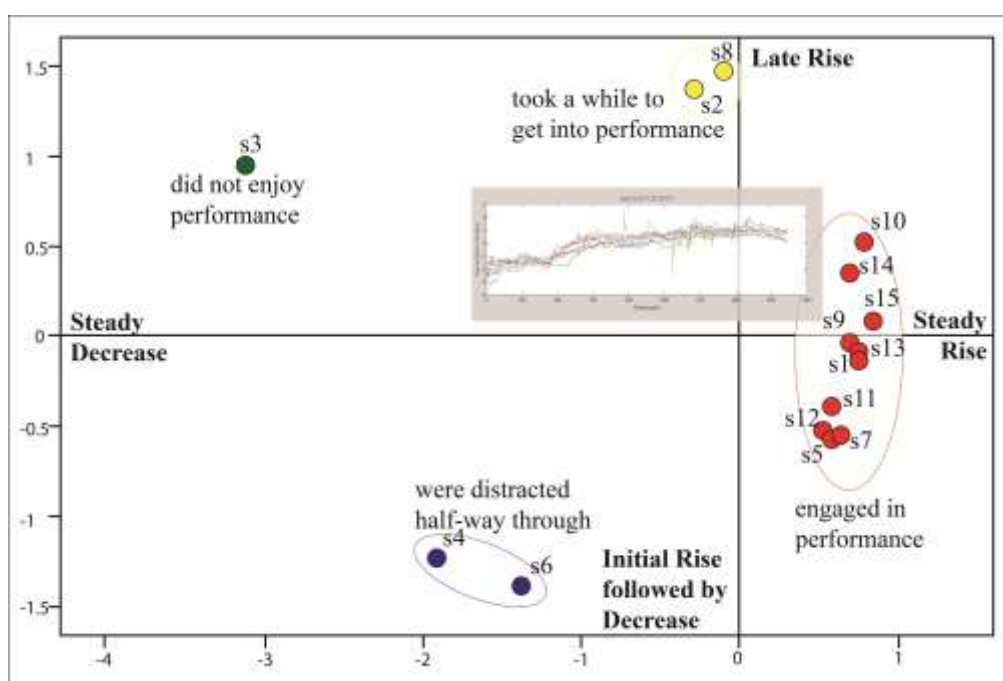 1.5
1
0.5
0
-0.5
-1
-1.5
-4
-3
-2
-1
0
1
Late Rise
s8
s2
took a while to
get into performance
s3
did not enjoy
performance
s10
s14
s15
s9
s13
s1
s11
s12
s5
s7
Steady
Decrease
Steady
Rise
engaged in
performance
were distracted
half-way through
s4
s6
Initial Rise
followed by
Decrease